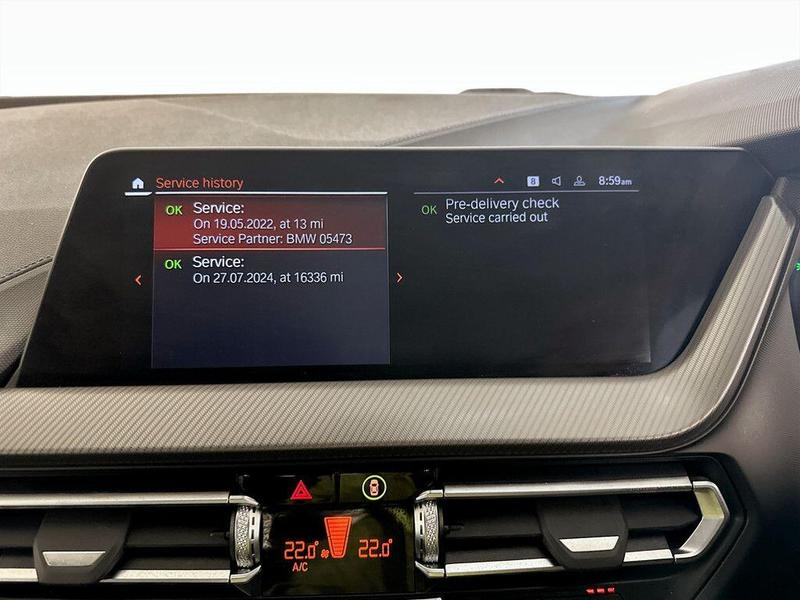 Service history
8
8:59am
OK Service:
On 19.05.2022, at 13 mi
Service Partner: BMW 05473
OK Service:
On 27.07.2024, at 16336 mi
OK Pre-delivery check
Service carried out
22.0° 22.0°
A/C